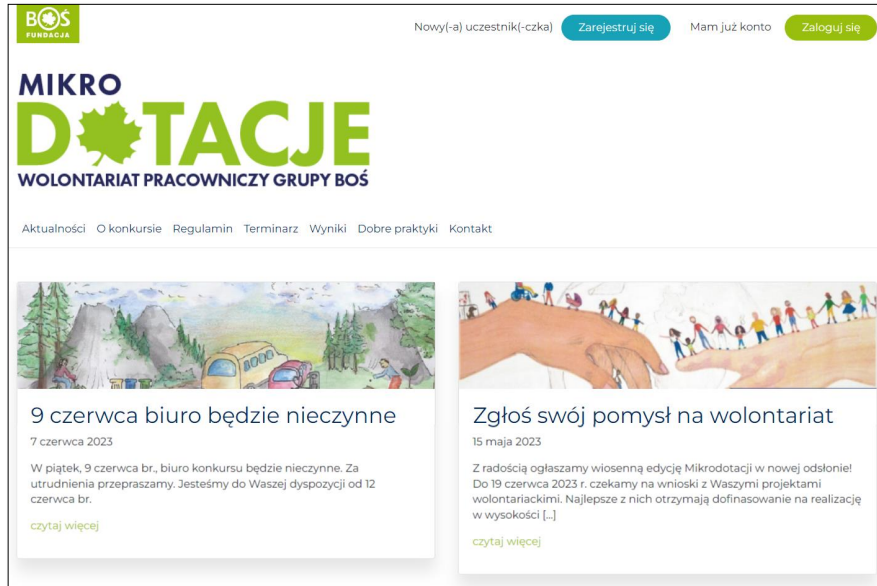 BOŚ
FUNDACJA
Nowy(-a) uczestnik(-czka) Zarejestruj się Mam już konto Zaloguj się
MIKRO
DOTACJE
WOLONTARIAT PRACOWNICZY GRUPY BOŚ
Aktualności O konkursie Regulamin Terminarz Wyniki Dobre praktyki Kontakt
9 czerwca biuro będzie nieczynne
7 czerwca 2023
W piątek, 9 czerwca br., biuro konkursu będzie nieczynne. Za
utrudnienia przepraszamy. Jesteśmy do Waszej dyspozycji od 12
czerwca br.
czytaj więcej
Zgłoś swój pomysł na wolontariat
15 maja 2023
Z radością ogłaszamy wiosenną edycję Mikrodotacji w nowej odsłonie!
Do 19 czerwca 2023 r. czekamy na wnioski z Waszymi projektami
wolontariackimi. Najlepsze z nich otrzymają dofinasowanie na realizację
w wysokości [...]
czytaj więcej